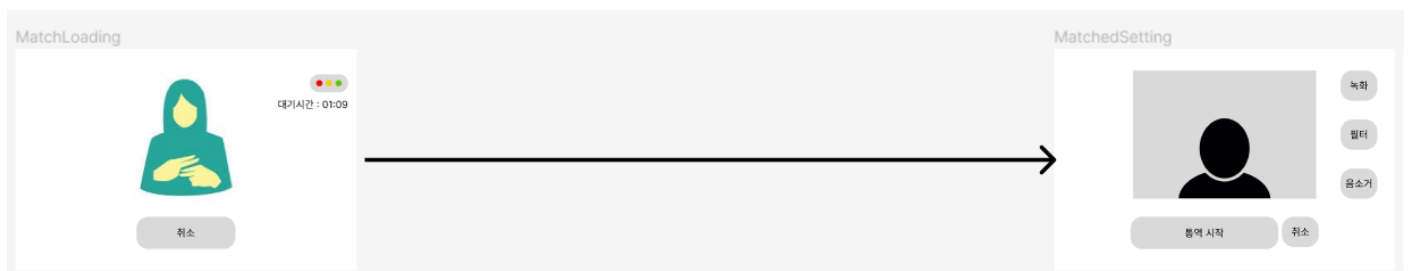 MatchLoading
대기시간 : 01:09
취소
MatchedSetting
녹화
필터
음소거
통역 시작
취소